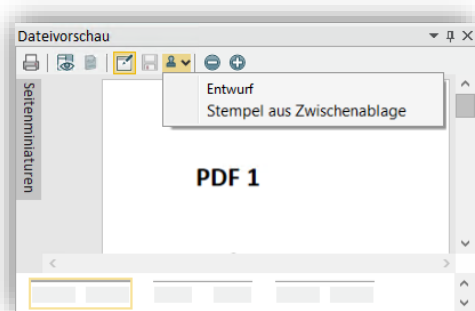 Dateivorschau
Entwurf
Stempel aus Zwischenablage
Seitenminiaturen
PDF 1